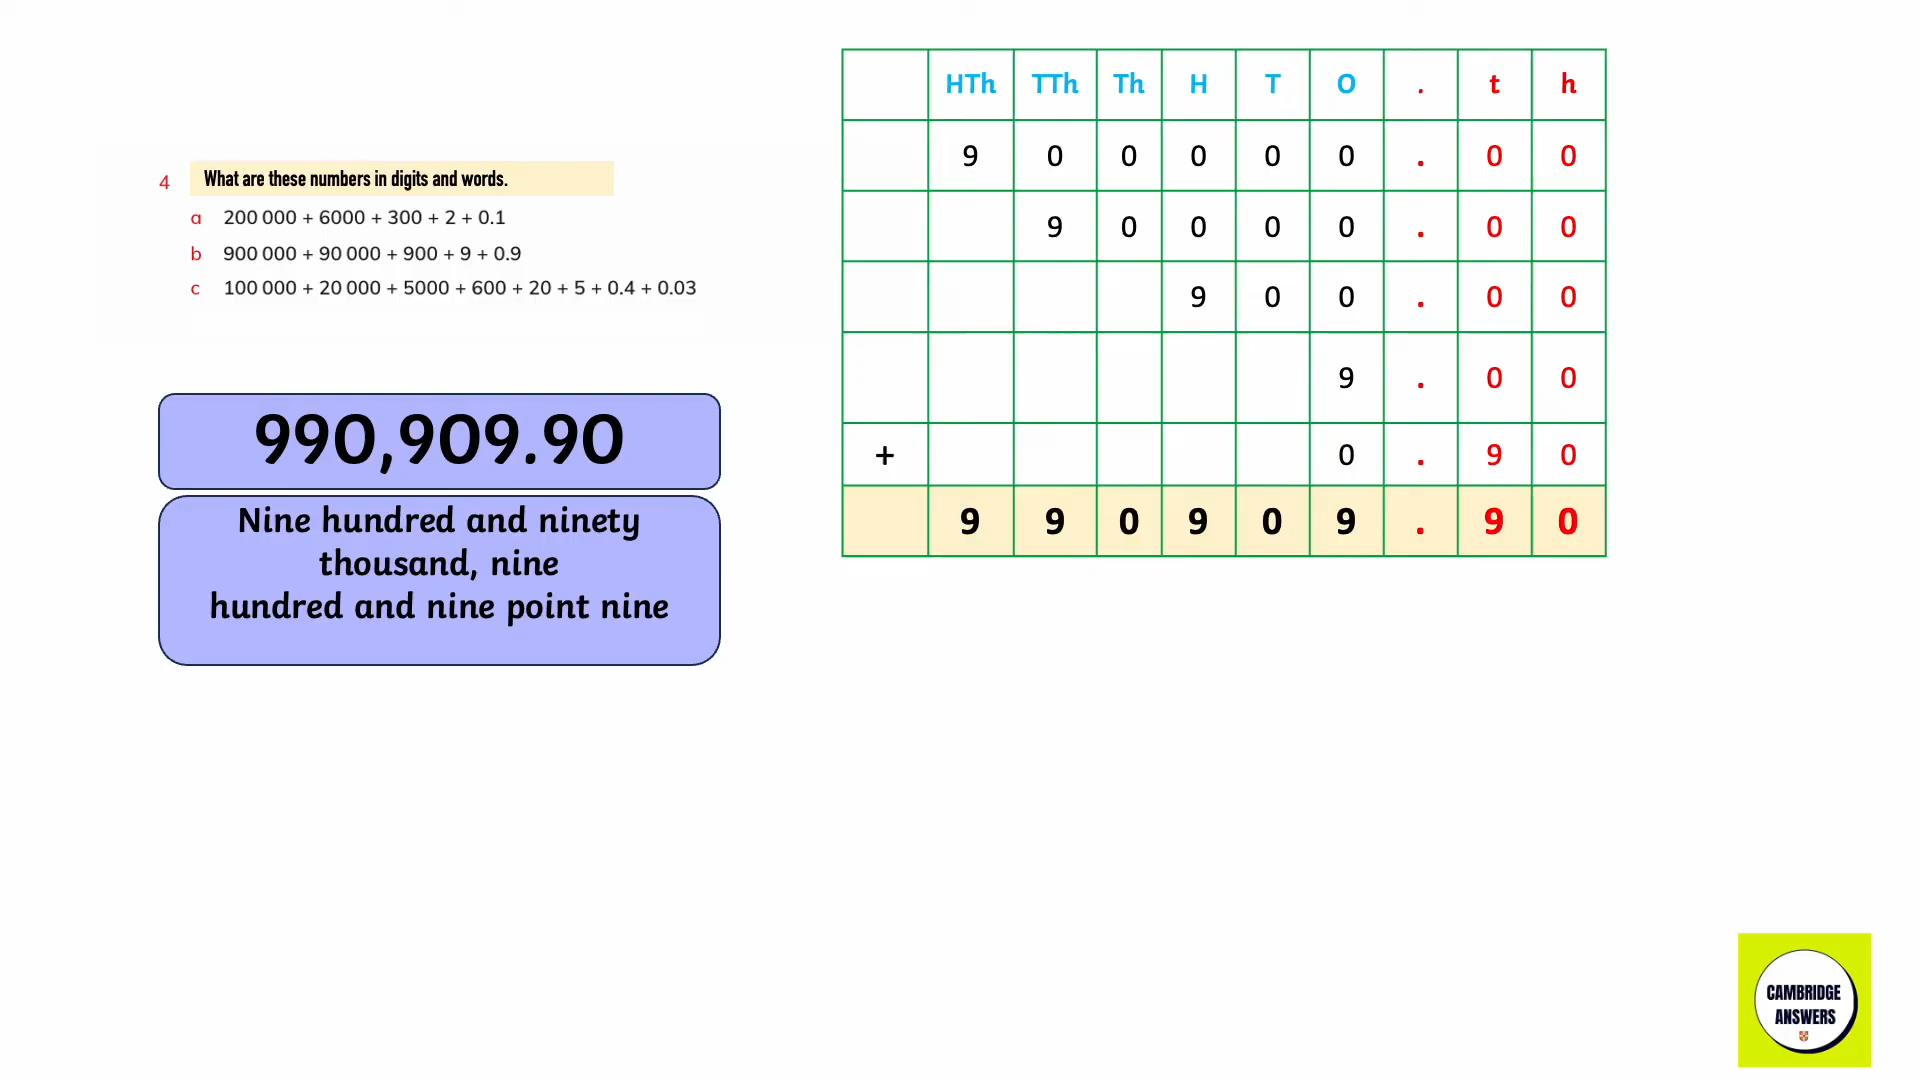 4 What are these numbers in digits and words.
a 200 000 + 6000 + 300 + 2 + 0.1
b 900 000 + 90 000 + 900 + 9 + 0.9
c 100 000 + 20 000 + 5000 + 600 + 20 + 5 + 0.4 + 0.03
990,909.90
Nine hundred and ninety
thousand, nine
hundred and nine point nine
HTh TTh Th H T O . t h
9 0 0 0 0 0 . 0 0
9 0 0 0 0 . 0 0
9 0 0 . 0 0
9 . 0 0
+ 0 . 9 0
9 9 0 9 0 9 . 9 0
CAMBRIDGE
ANSWERS